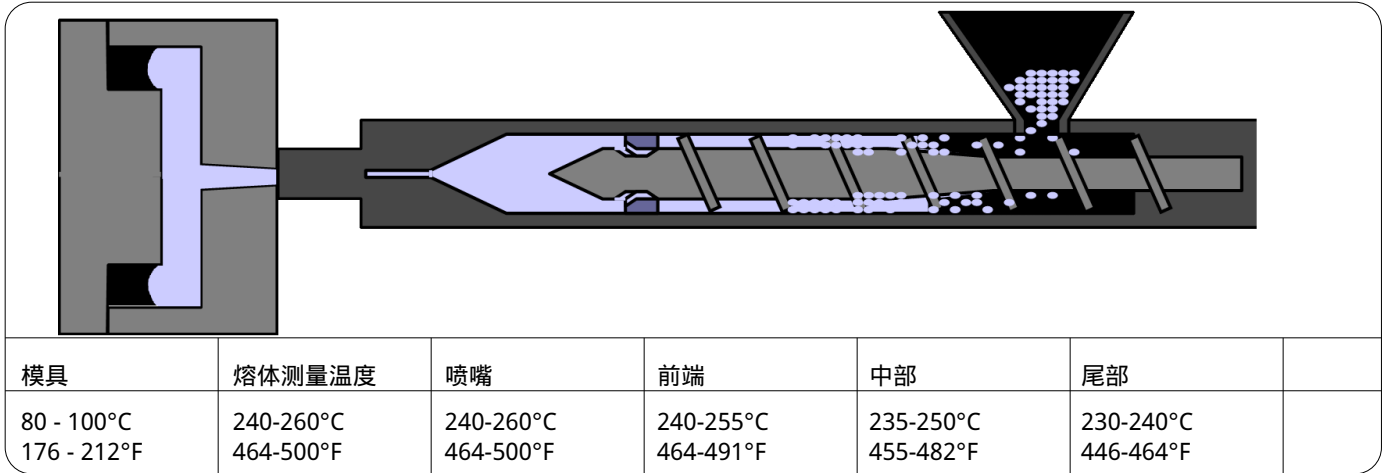 模具 熔体测量温度 喷嘴 前端 中部 尾部
80 - 100°C 240-260°C 240-260°C 240-255°C 235-250°C 230-240°C
176 - 212°F 464-500°F 464-500°F 464-491°F 455-482°F 446-464°F